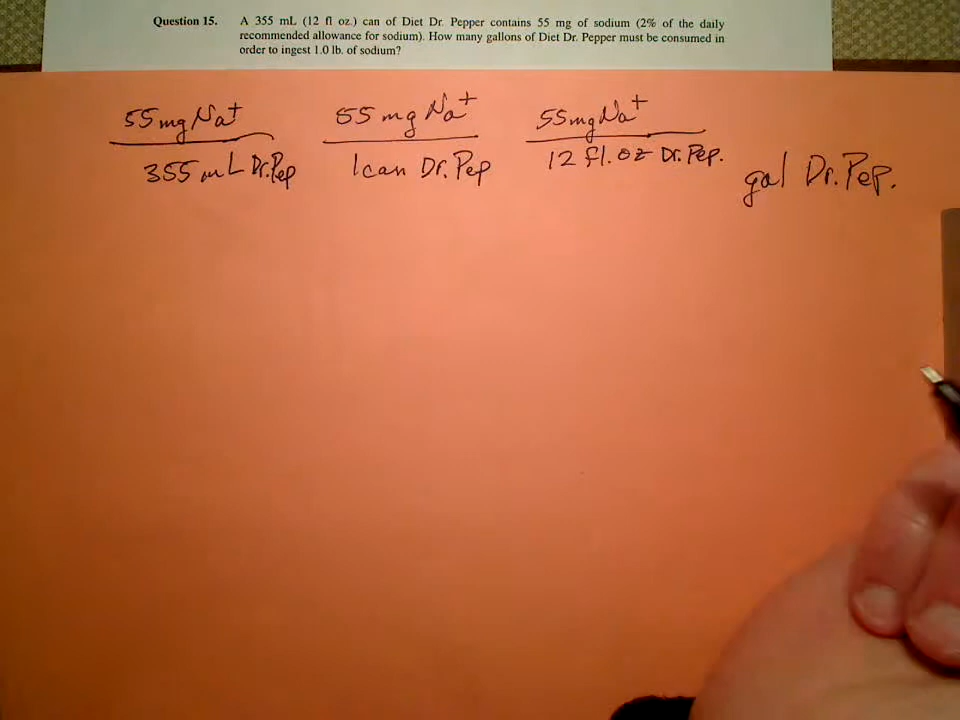 Question 15. A 355 mL (12 fl oz.) can of Diet Dr. Pepper contains 55 mg of sodium (2% of the daily
recommended allowance for sodium). How many gallons of Diet Dr. Pepper must be consumed in
order to ingest 1.0 lb. of sodium?
55 mg Na+ 55 mg Na+ 55 mg Na+
355 mL Dr.Pep 1 can Dr. Pep 12 fl. oz Dr. Pep.
gal Dr. Pep.